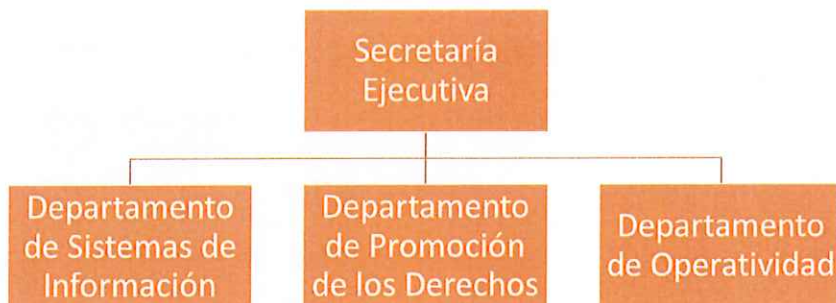 Secretaría
Ejecutiva
Departamento
de Sistemas de
Información
Departamento
de Promoción
de los Derechos
Departamento
de Operatividad